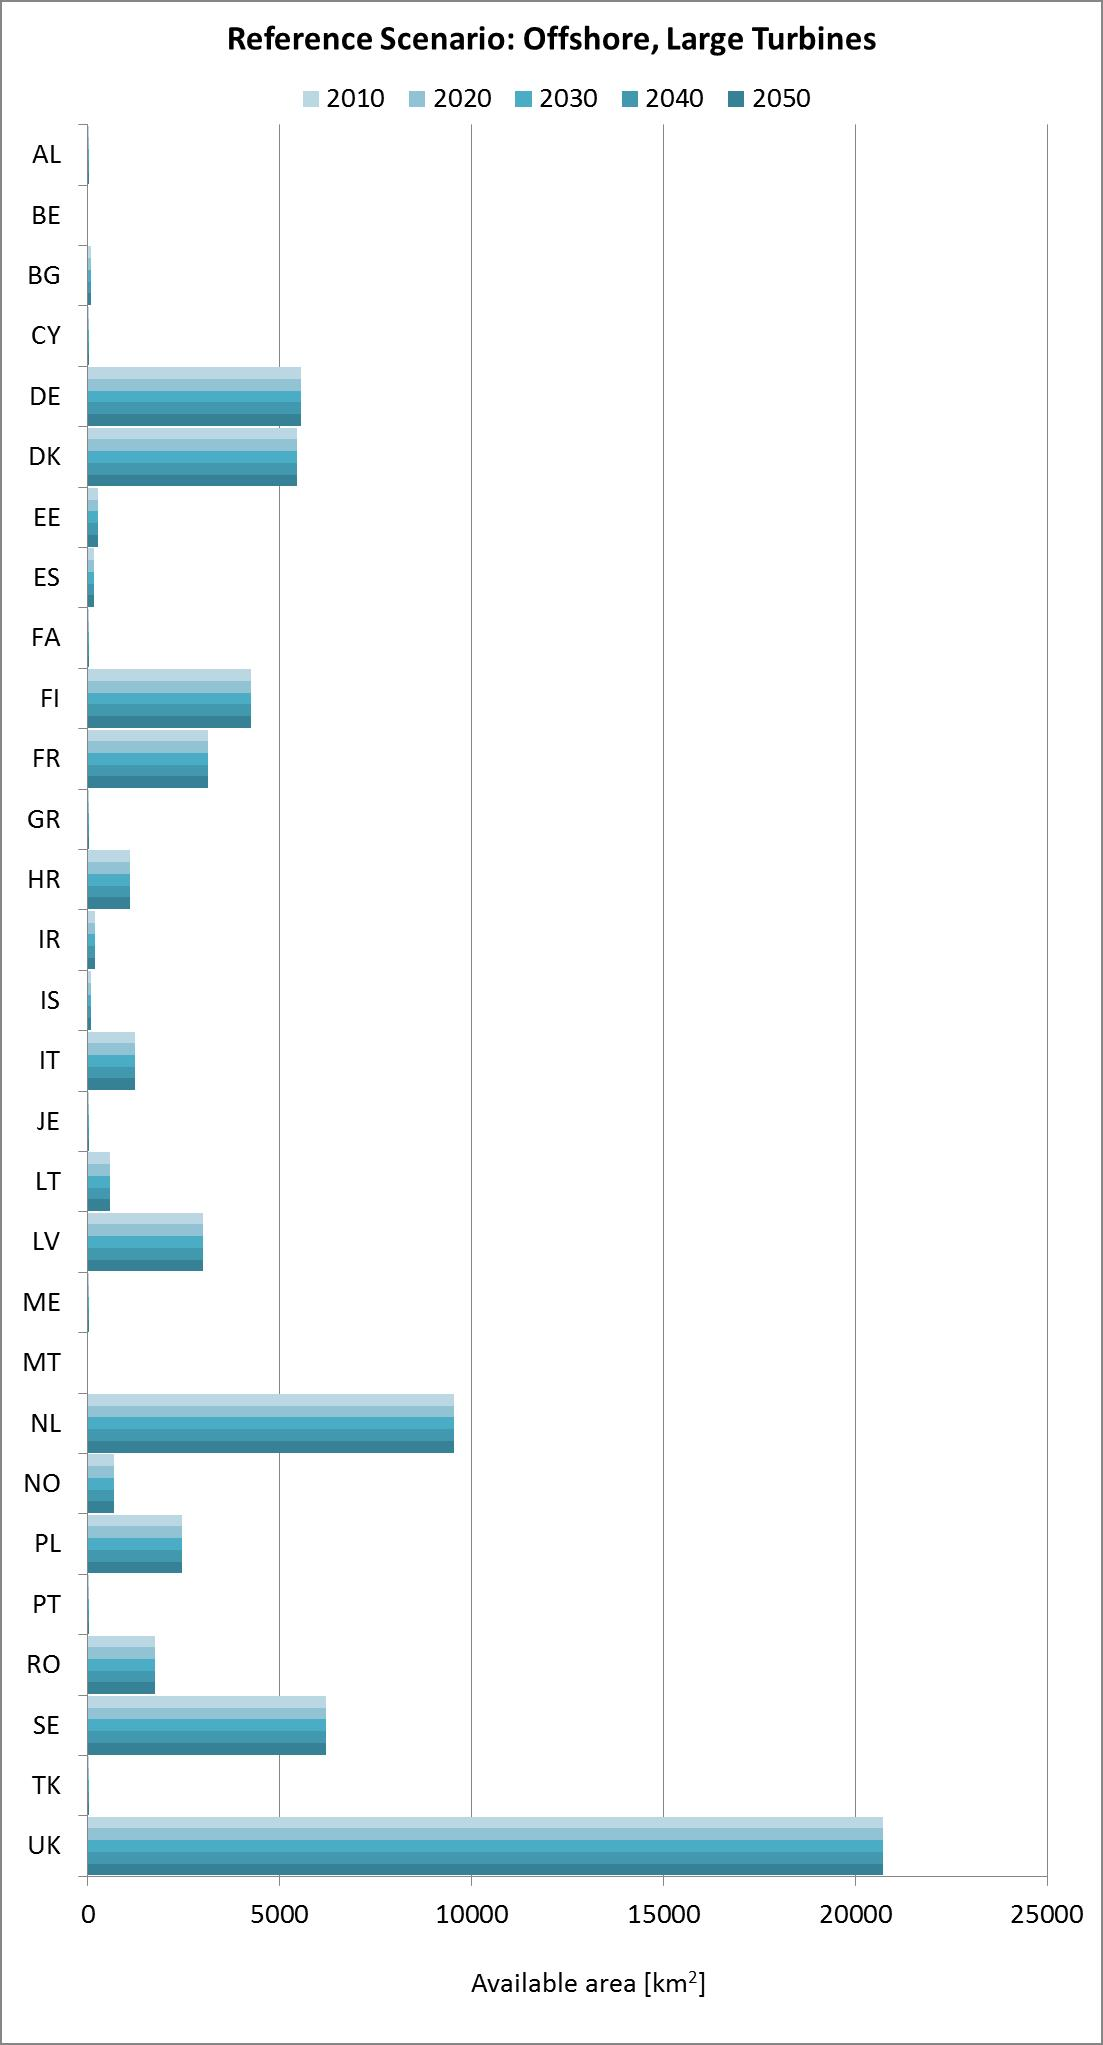 Reference Scenario: Offshore, Large Turbines
2010 2020 2030 2040 2050
AL
BE
BG
CY
DE
DK
EE
ES
FA
FI
FR
GR
HR
IR
IS
IT
JE
LT
LV
ME
MT
NL
NO
PL
PT
RO
SE
TK
UK
0 5000 10000 15000 20000 25000
Available area [km²]